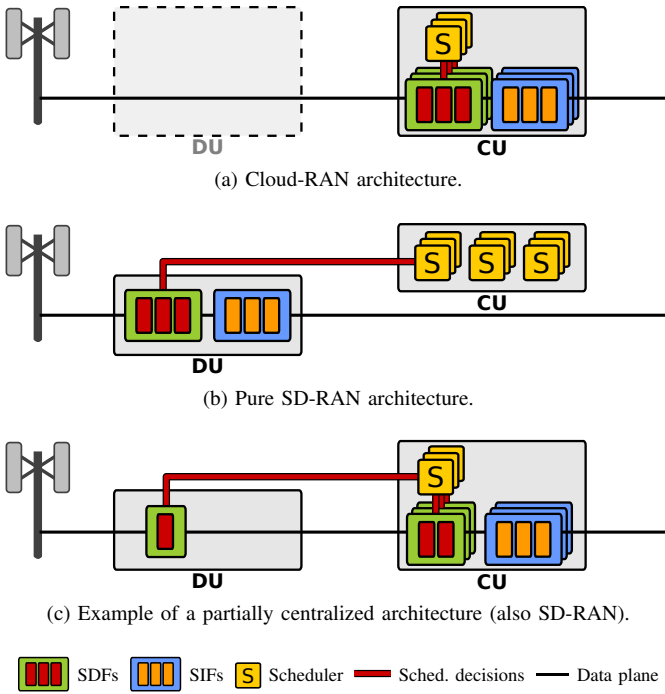 S
DU
CU
(a) Cloud-RAN architecture.
S S S
CU
DU
(b) Pure SD-RAN architecture.
S
DU
CU
(c) Example of a partially centralized architecture (also SD-RAN).
SDFs SIFs S Scheduler Sched. decisions Data plane